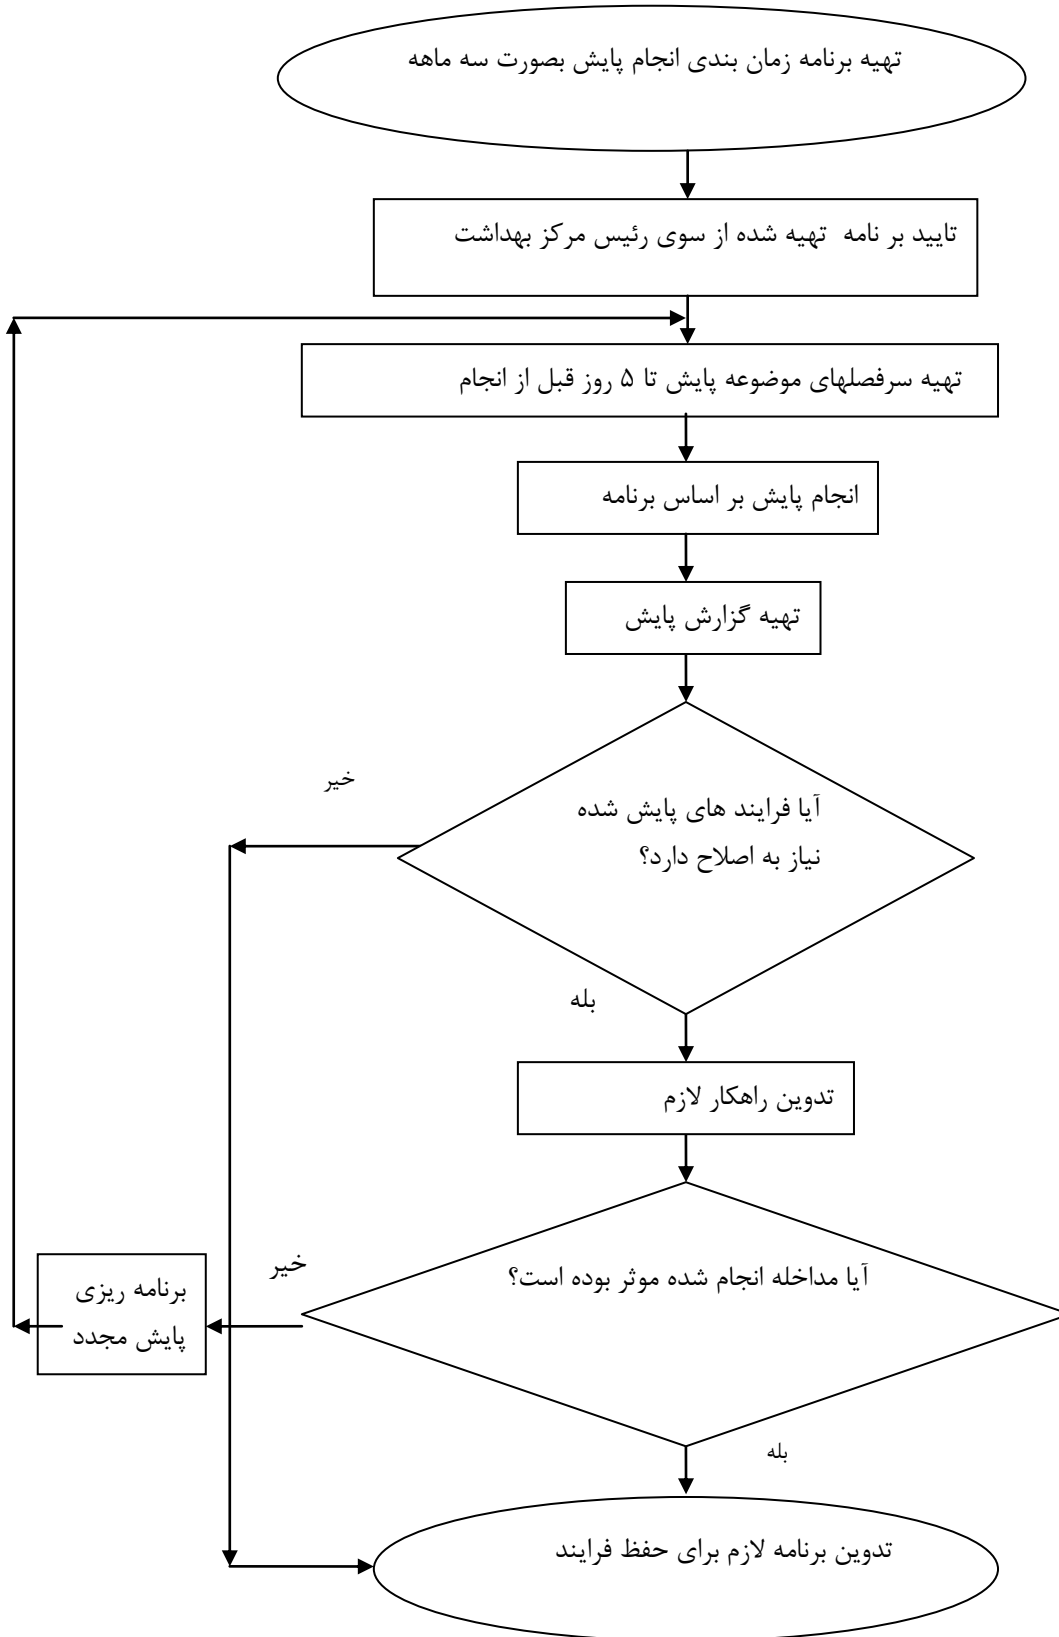 تهیه برنامه زمان بندی انجام پایش بصورت سه ماهه
تایید بر نامه تهیه شده از سوی رئیس مرکز بهداشت
تهیه سرفصلهای موضوعه پایش تا ۵ روز قبل از انجام
انجام پایش بر اساس برنامه
تهیه گزارش پایش
خیر
آیا فرایند های پایش شده
نیاز به اصلاح دارد؟
بله
تدوین راهکار لازم
آیا مداخله انجام شده موثر بوده است؟
خیر
برنامه ریزی
پایش مجدد
بله
تدوین برنامه لازم برای حفظ فرایند